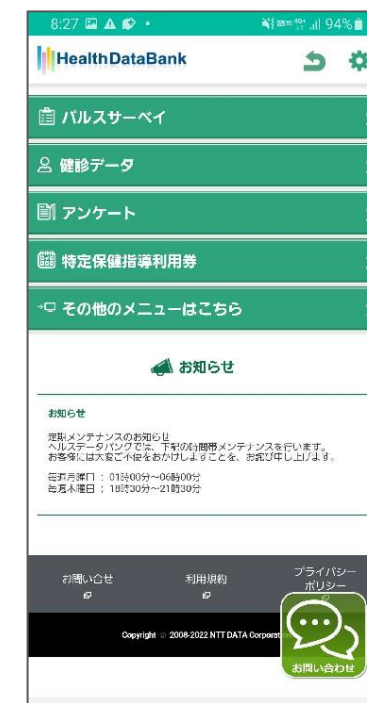 8:27
94%
HealthDataBank
パルスサーベイ
健診データ
アンケート
特定保健指導利用券
その他のメニューはこちら
お知らせ
お知らせ
定期メンテナンスのお知らせ
ヘルスデータバンクでは、下記の時間帯メンテナンスを行います。
お客様には大変ご不便をおかけしますことを、お詫び申し上げます。
毎週月曜日 : 01時00分～06時00分
毎週木曜日 : 18時30分～21時30分
お問い合せ
利用規約
プライバシー
ポリシー
Copyright © 2008-2022 NTT DATA Corporation
お問い合わせ